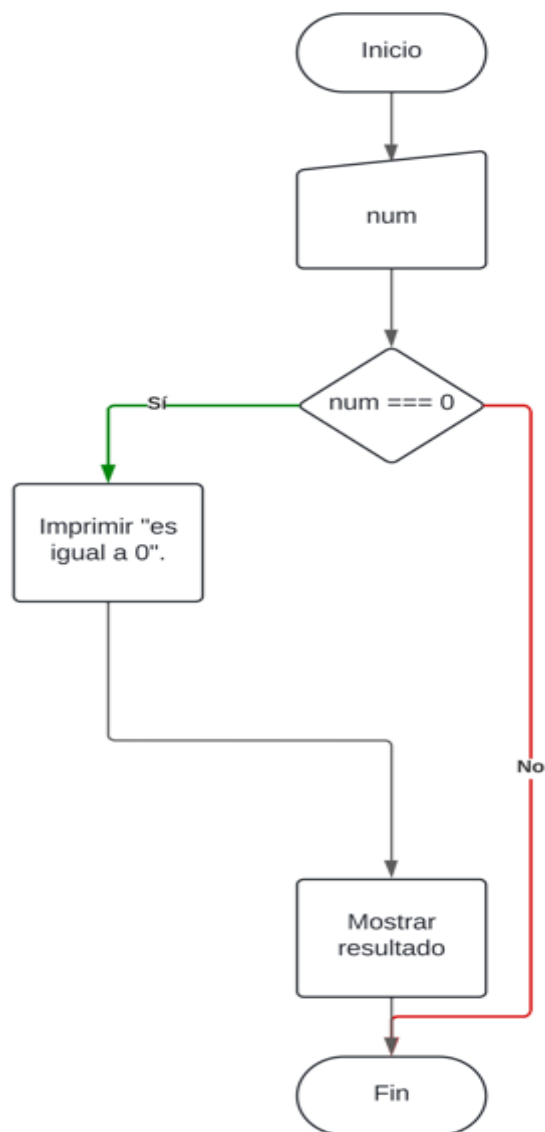 Inicio
num
num === 0
Sí
Imprimir "es
igual a 0".
No
Mostrar
resultado
Fin